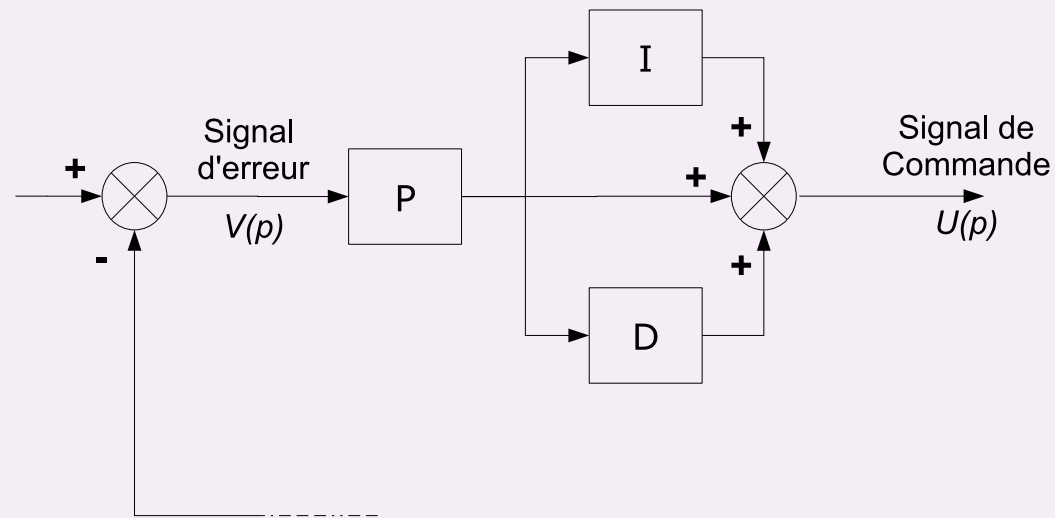 I
+
Signal
d'erreur
+
P
V(p)
-
+
+
D
Signal de
Commande
U(p)